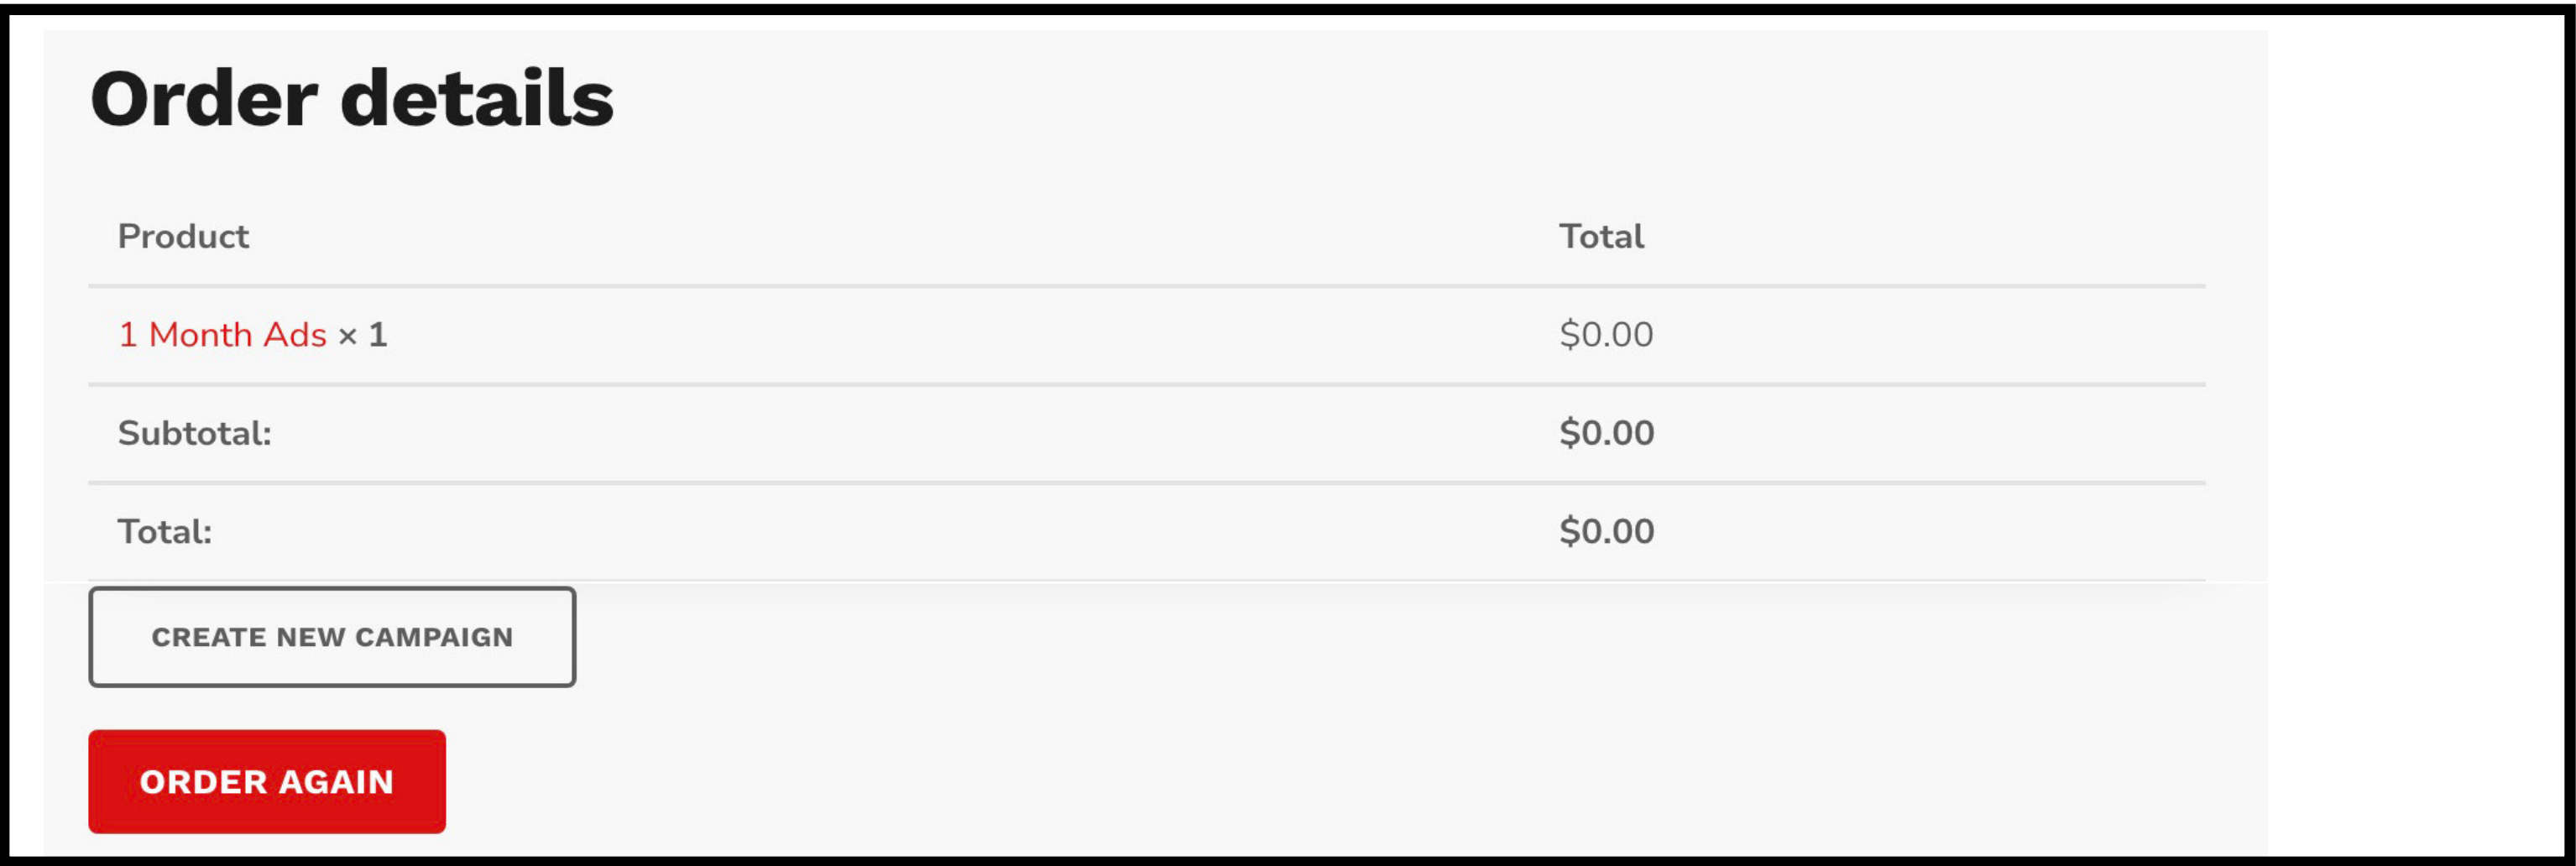 Order details
Product Total
1 Month Ads × 1 $0.00
Subtotal: $0.00
Total: $0.00
CREATE NEW CAMPAIGN
ORDER AGAIN